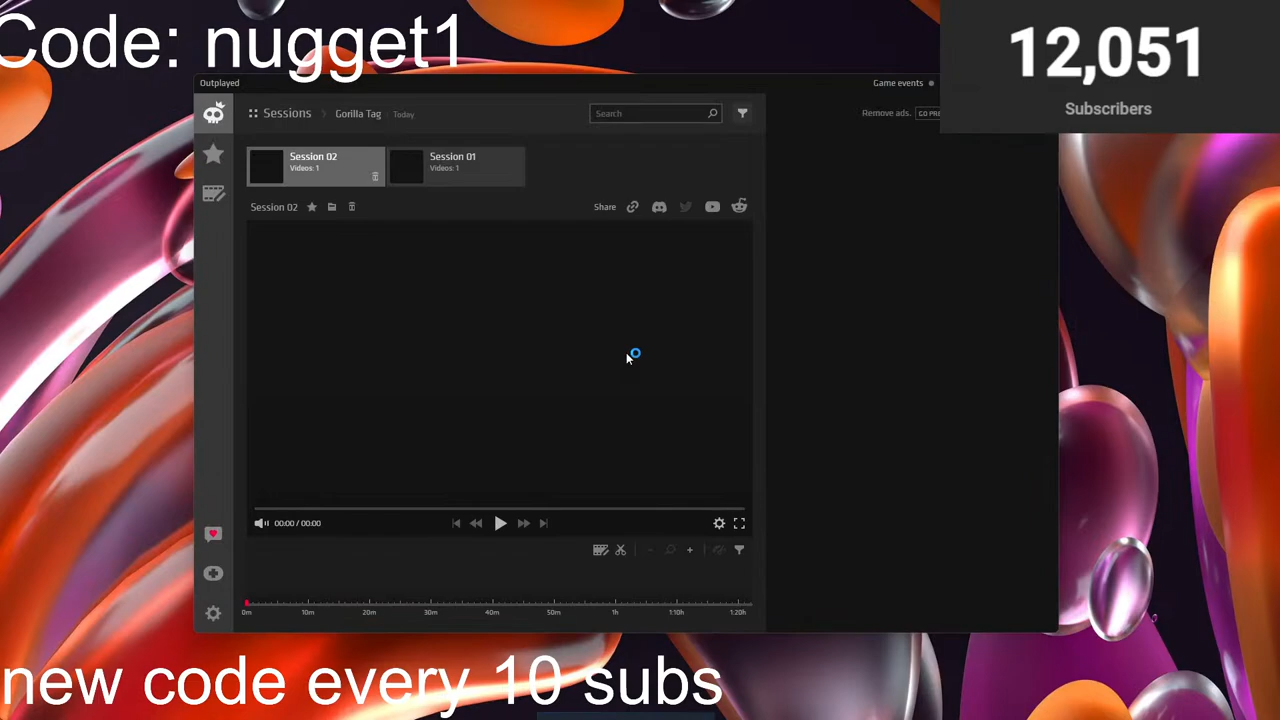 Code: nugget1
12,051
Subscribers
Outplayed
Game events
Sessions
Gorilla Tag
Today
Search
Remove ads.
Session 02
Videos: 1
Session 01
Videos: 1
Session 02
Share
00:00 / 00:00
0m
10m
20m
30m
40m
50m
1h
1:10h
1:20h
new code every 10 subs